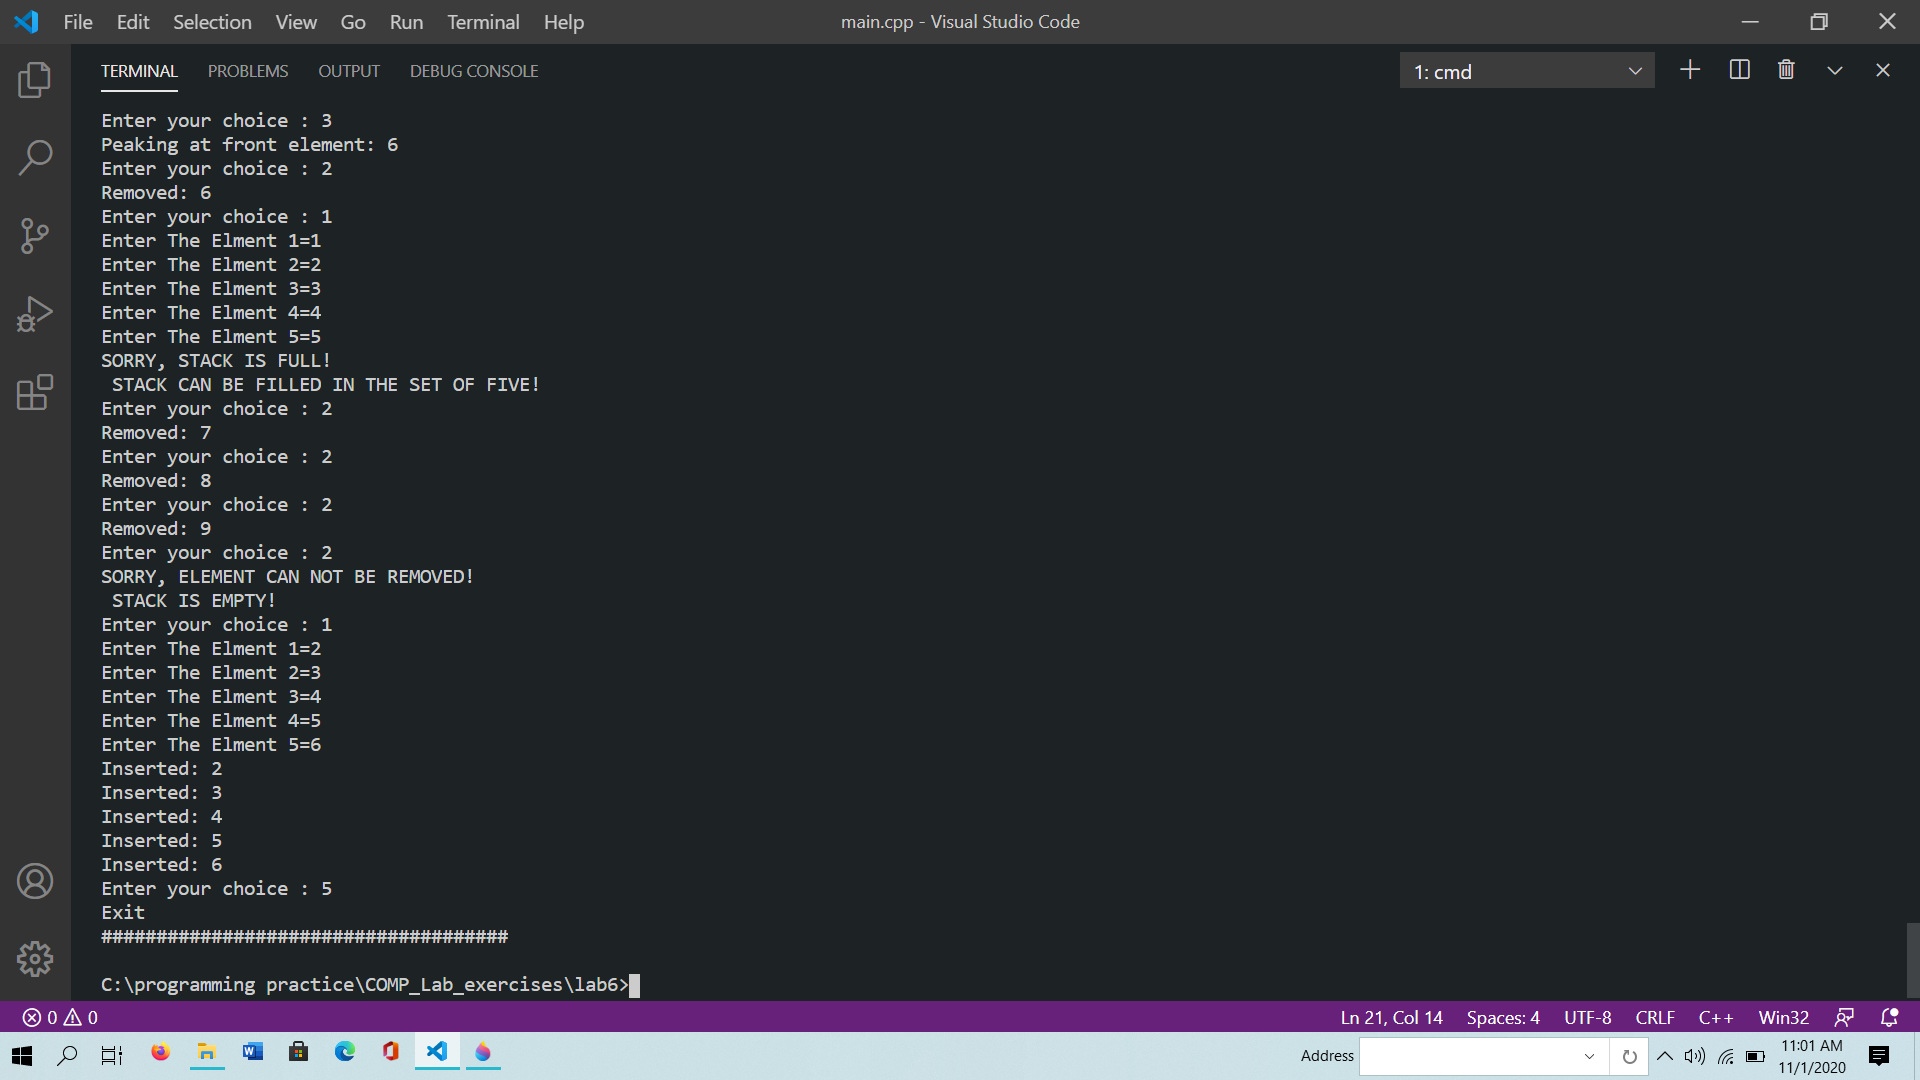 File Edit Selection View Go Run Terminal Help
main.cpp - Visual Studio Code
TERMINAL PROBLEMS OUTPUT DEBUG CONSOLE
1: cmd
Enter your choice : 3
Peaking at front element: 6
Enter your choice : 2
Removed: 6
Enter your choice : 1
Enter The Elment 1=1
Enter The Elment 2=2
Enter The Elment 3=3
Enter The Elment 4=4
Enter The Elment 5=5
SORRY, STACK IS FULL!
STACK CAN BE FILLED IN THE SET OF FIVE!
Enter your choice : 2
Removed: 7
Enter your choice : 2
Removed: 8
Enter your choice : 2
Removed: 9
Enter your choice : 2
SORRY, ELEMENT CAN NOT BE REMOVED!
STACK IS EMPTY!
Enter your choice : 1
Enter The Elment 1=2
Enter The Elment 2=3
Enter The Elment 3=4
Enter The Elment 4=5
Enter The Elment 5=6
Inserted: 2
Inserted: 3
Inserted: 4
Inserted: 5
Inserted: 6
Enter your choice : 5
Exit
#####################################
C:\programming practice\COMP_Lab_exercises\lab6>
0 0
Ln 21, Col 14 Spaces: 4 UTF-8 CRLF C++ Win32
Address
11:01 AM
11/1/2020